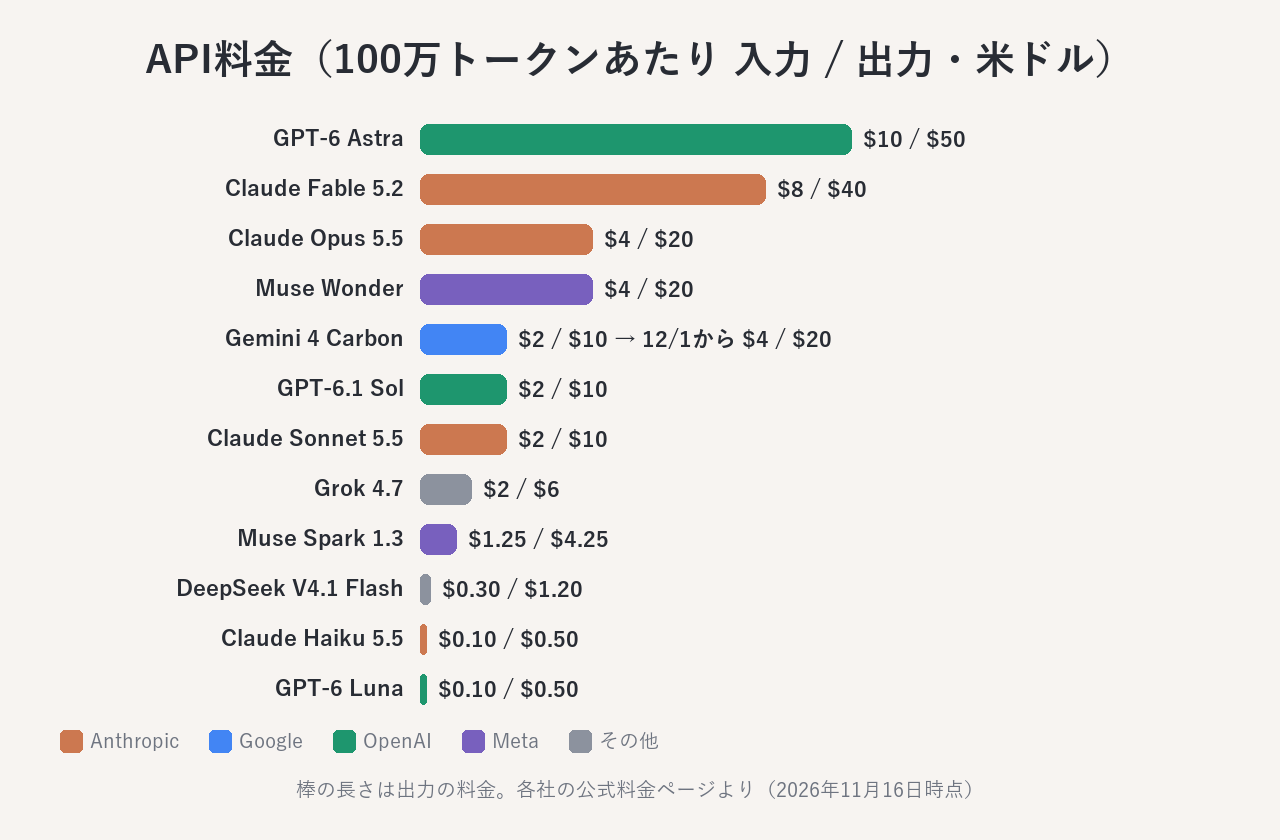 API料金（100万トークンあたり 入力 / 出力・米ドル）
GPT-6 Astra $10 / $50
Claude Fable 5.2 $8 / $40
Claude Opus 5.5 $4 / $20
Muse Wonder $4 / $20
Gemini 4 Carbon $2 / $10 → 12/1から $4 / $20
GPT-6.1 Sol $2 / $10
Claude Sonnet 5.5 $2 / $10
Grok 4.7 $2 / $6
Muse Spark 1.3 $1.25 / $4.25
DeepSeek V4.1 Flash $0.30 / $1.20
Claude Haiku 5.5 $0.10 / $0.50
GPT-6 Luna $0.10 / $0.50
Anthropic Google OpenAI Meta その他
棒の長さは出力の料金。各社の公式料金ページより（2026年11月16日時点）